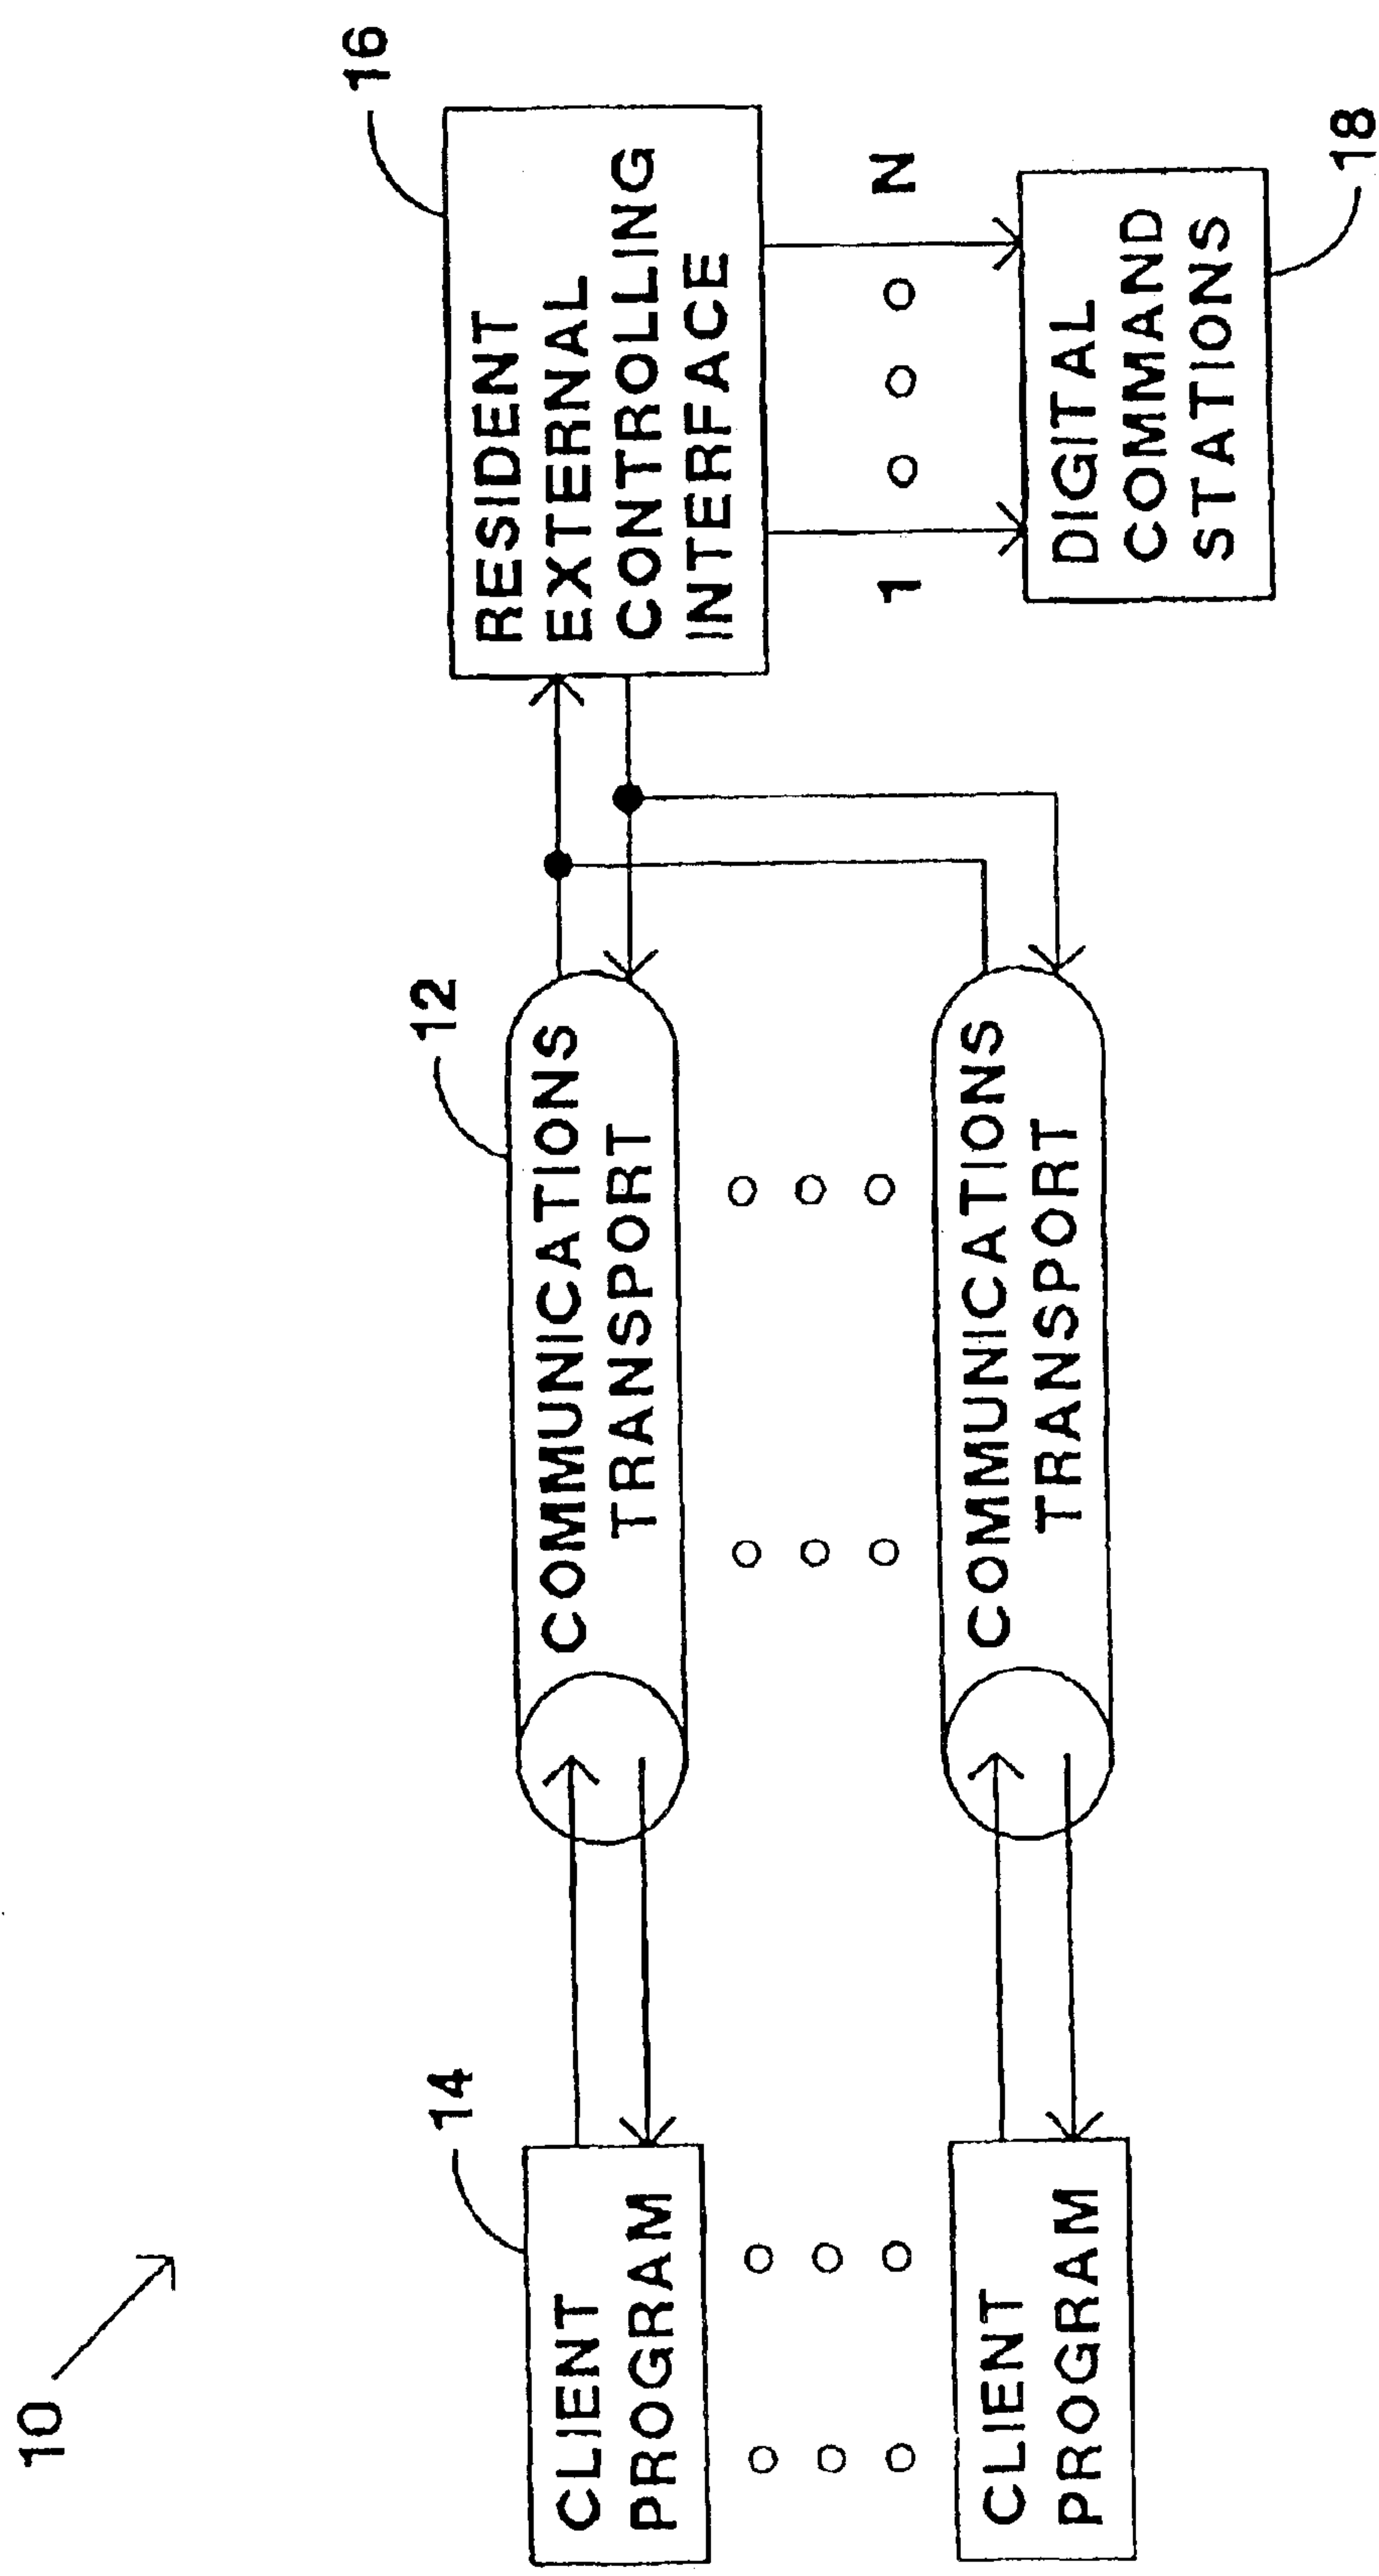 10
14
CLIENT
PROGRAM
12
COMMUNICATIONS
TRANSPORT
16
RESIDENT
EXTERNAL
CONTROLLING
INTERFACE
1
N
DIGITAL
COMMAND
STATIONS
18
CLIENT
PROGRAM
COMMUNICATIONS
TRANSPORT